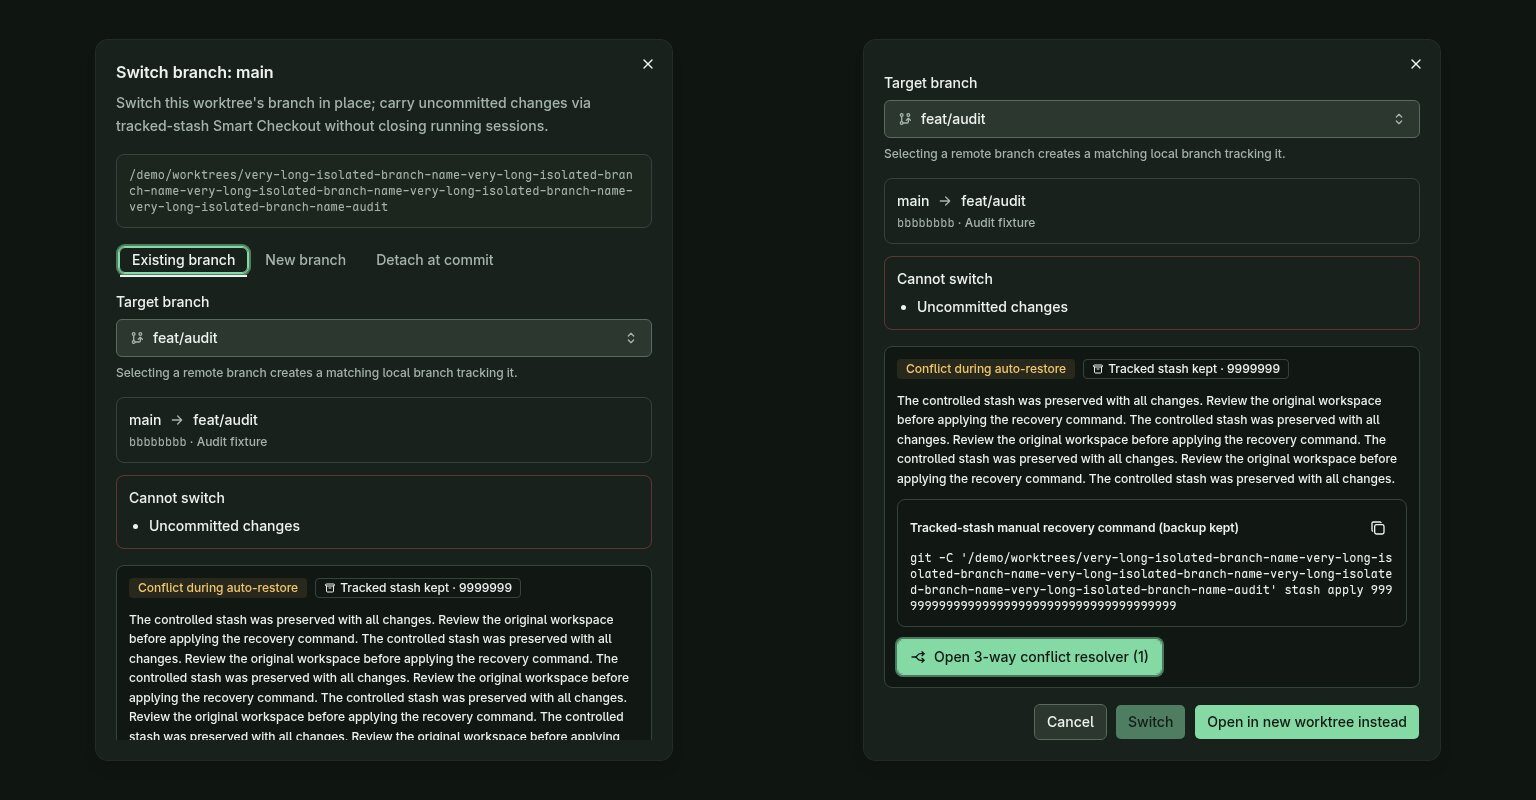 Switch branch: main
Switch this worktree's branch in place; carry uncommitted changes via
tracked-stash Smart Checkout without closing running sessions.
/demo/worktrees/very-long-isolated-branch-name-very-long-isolated-bran
ch-name-very-long-isolated-branch-name-very-long-isolated-branch-name-
very-long-isolated-branch-name-audit
Existing branch New branch Detach at commit
Target branch
feat/audit
Selecting a remote branch creates a matching local branch tracking it.
main → feat/audit
bbbbbbbb · Audit fixture
Cannot switch
• Uncommitted changes
Conflict during auto-restore Tracked stash kept · 9999999
The controlled stash was preserved with all changes. Review the original workspace
before applying the recovery command. The controlled stash was preserved with all
changes. Review the original workspace before applying the recovery command. The
controlled stash was preserved with all changes. Review the original workspace before
applying the recovery command. The controlled stash was preserved with all changes.
Review the original workspace before applying the recovery command. The controlled
stash was preserved with all changes. Review the original workspace before applying
Target branch
feat/audit
Selecting a remote branch creates a matching local branch tracking it.
main → feat/audit
bbbbbbbb · Audit fixture
Cannot switch
• Uncommitted changes
Conflict during auto-restore Tracked stash kept · 9999999
The controlled stash was preserved with all changes. Review the original workspace
before applying the recovery command. The controlled stash was preserved with all
changes. Review the original workspace before applying the recovery command. The
controlled stash was preserved with all changes. Review the original workspace before
applying the recovery command. The controlled stash was preserved with all changes.
Tracked-stash manual recovery command (backup kept)
git -C '/demo/worktrees/very-long-isolated-branch-name-very-long-is
olated-branch-name-very-long-isolated-branch-name-very-long-isolate
d-branch-name-very-long-isolated-branch-name-audit' stash apply 999
9999999999999999999999999999999999999
Open 3-way conflict resolver (1)
Cancel Switch Open in new worktree instead